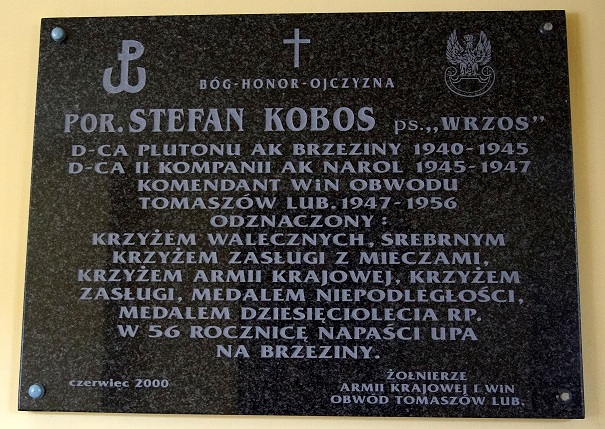 BÓG-HONOR-OJCZYZNA
POR. STEFAN KOBOS ps.„WRZOS"
D-CA PLUTONU AK BRZEZINY 1940-1945
D-CA II KOMPANII AK NAROL 1945-1947
KOMENDANT WiN OBWODU
TOMASZÓW LUB. 1947-1956
ODZNACZONY:
KRZYŻEM WALECZNYCH, SREBRNYM
KRZYŻEM ZASŁUGI Z MIECZAMI,
KRZYŻEM ARMII KRAJOWEJ, KRZYŻEM
ZASŁUGI, MEDALEM NIEPODLEGŁOŚCI,
MEDALEM DZIESIĘCIOLECIA RP.
W 56 ROCZNICĘ NAPAŚCI UPA
NA BRZEZINY.
czerwiec 2000
ŻOŁNIERZE
ARMII KRAJOWEJ I WiN
OBWÓD TOMASZÓW LUB.